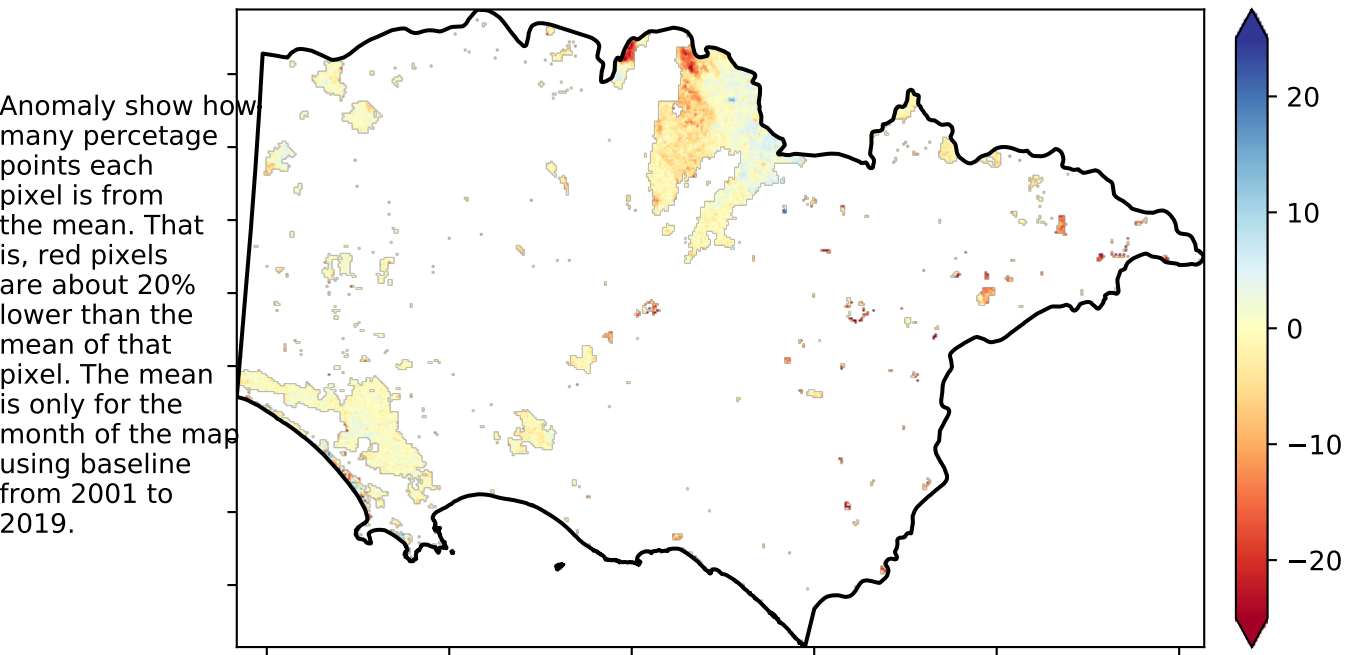 Anomaly show how
many percetage
points each
pixel is from
the mean. That
is, red pixels
are about 20%
lower than the
mean of that
pixel. The mean
is only for the
month of the map
using baseline
from 2001 to
2019.
20
10
0
−10
−20